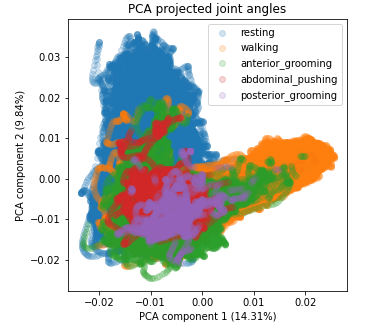 PCA projected joint angles
resting
walking
anterior_grooming
abdominal_pushing
posterior_grooming
PCA component 2 (9.84%)
0.03
0.02
0.01
0.00
−0.01
−0.02
−0.02
−0.01
0.00
0.01
0.02
PCA component 1 (14.31%)